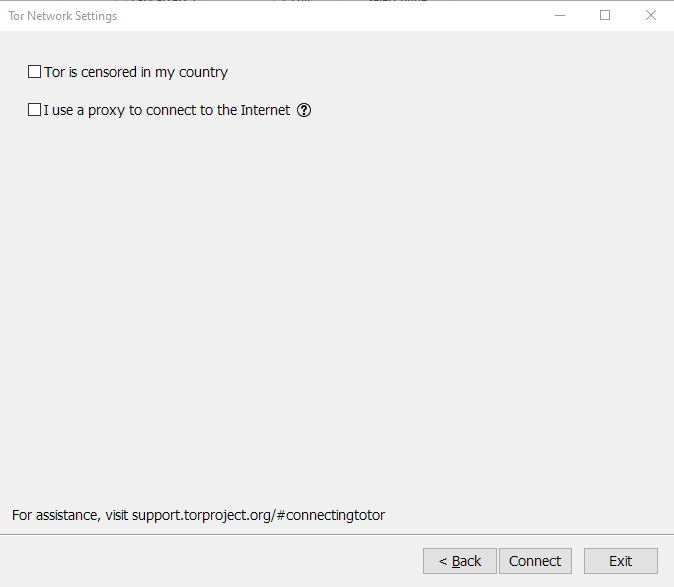 Tor Network Settings
Tor is censored in my country
I use a proxy to connect to the Internet ?
For assistance, visit support.torproject.org/#connectingtotor
< Back Connect Exit